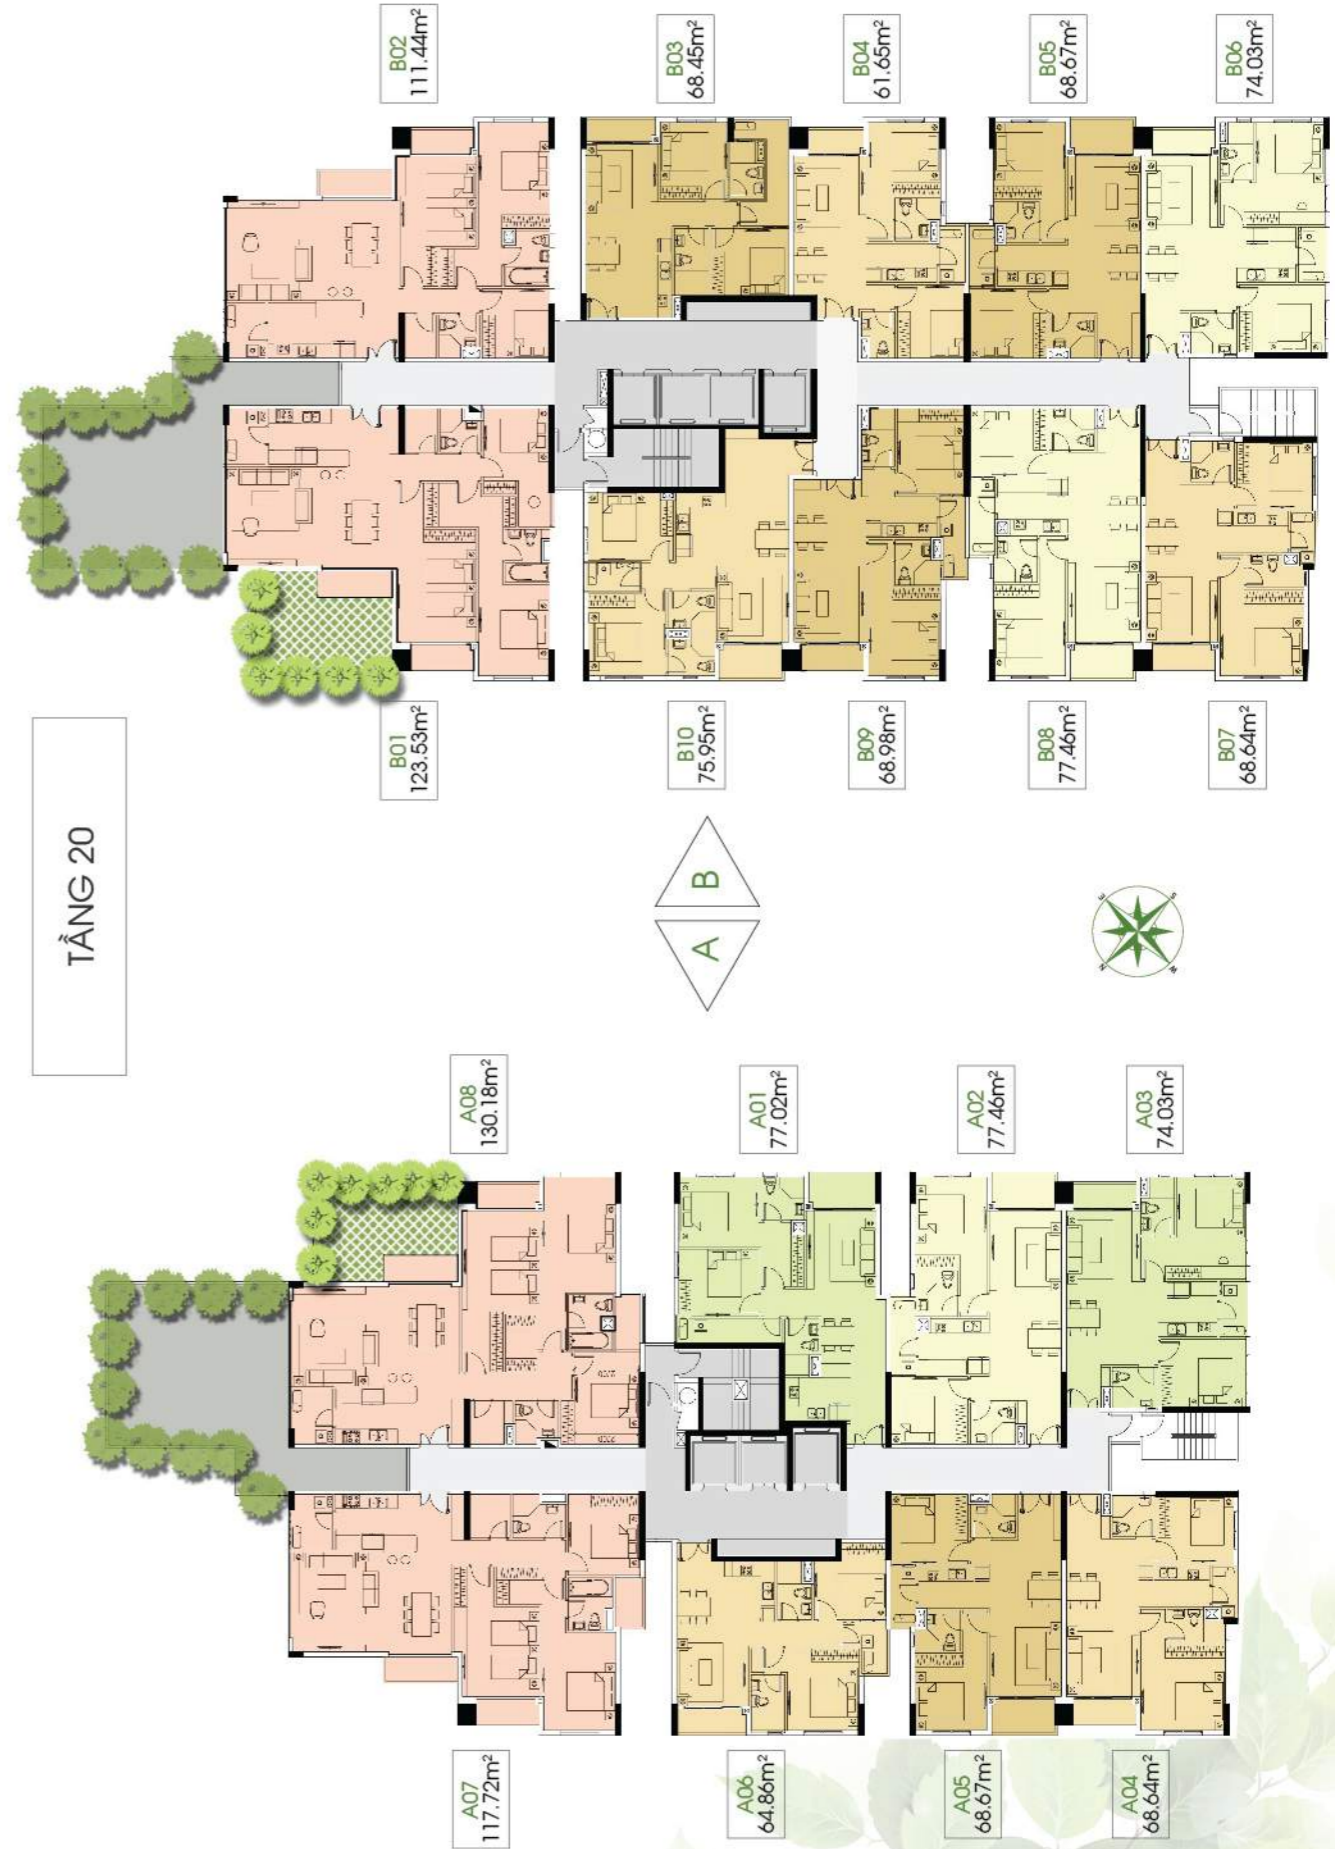 TẦNG 20
B02
111.44m²
B03
68.45m²
B04
61.65m²
B05
68.67m²
B06
74.03m²
B01
123.53m²
B10
75.95m²
B09
68.98m²
B08
77.46m²
B07
68.64m²
B
A
E
S
N
W
A08
130.18m²
A01
77.02m²
A02
77.46m²
A03
74.03m²
A07
117.72m²
A06
64.86m²
A05
68.67m²
A04
68.64m²